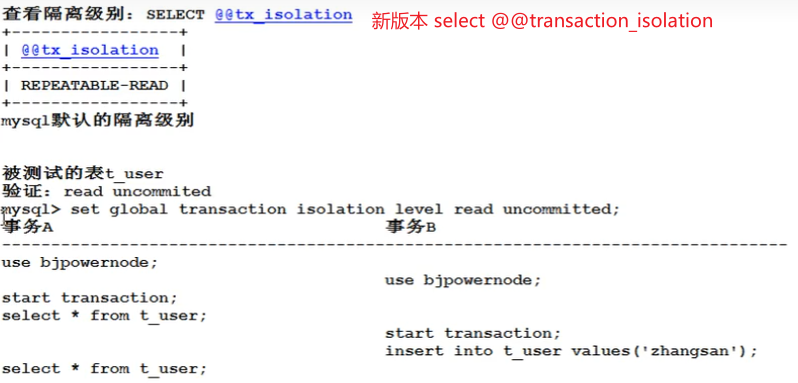 查看隔离级别: SELECT @@tx_isolation 新版本 select @@transaction_isolation
+-----------------+
| @@tx_isolation  |
+-----------------+
| REPEATABLE-READ |
+-----------------+
mysql默认的隔离级别
被测试的表t_user
验证: read uncommited
mysql> set global transaction isolation level read uncommitted;
事务A 事务B
--------------------------------------------------------------------------------
use bjpowernode;
use bjpowernode;
start transaction;
select * from t_user;
start transaction;
insert into t_user values('zhangsan');
select * from t_user;